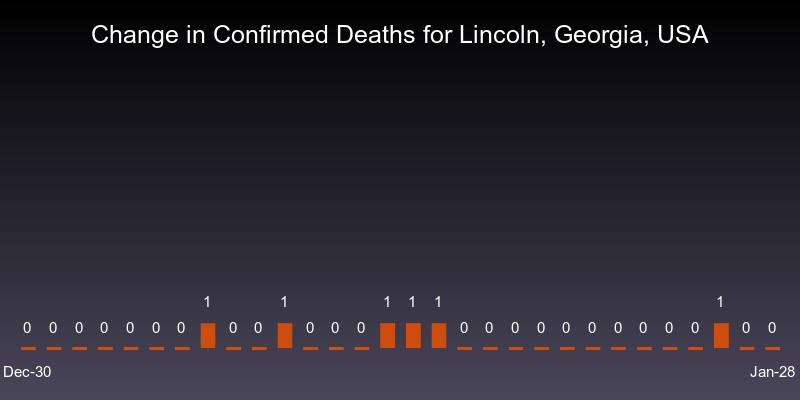 Change in Confirmed Deaths for Lincoln, Georgia, USA
0 0 0 0 0 0 0 1 0 0 1 0 0 0 1 1 1 0 0 0 0 0 0 0 0 0 0 1 0 0
Dec-30 Jan-28